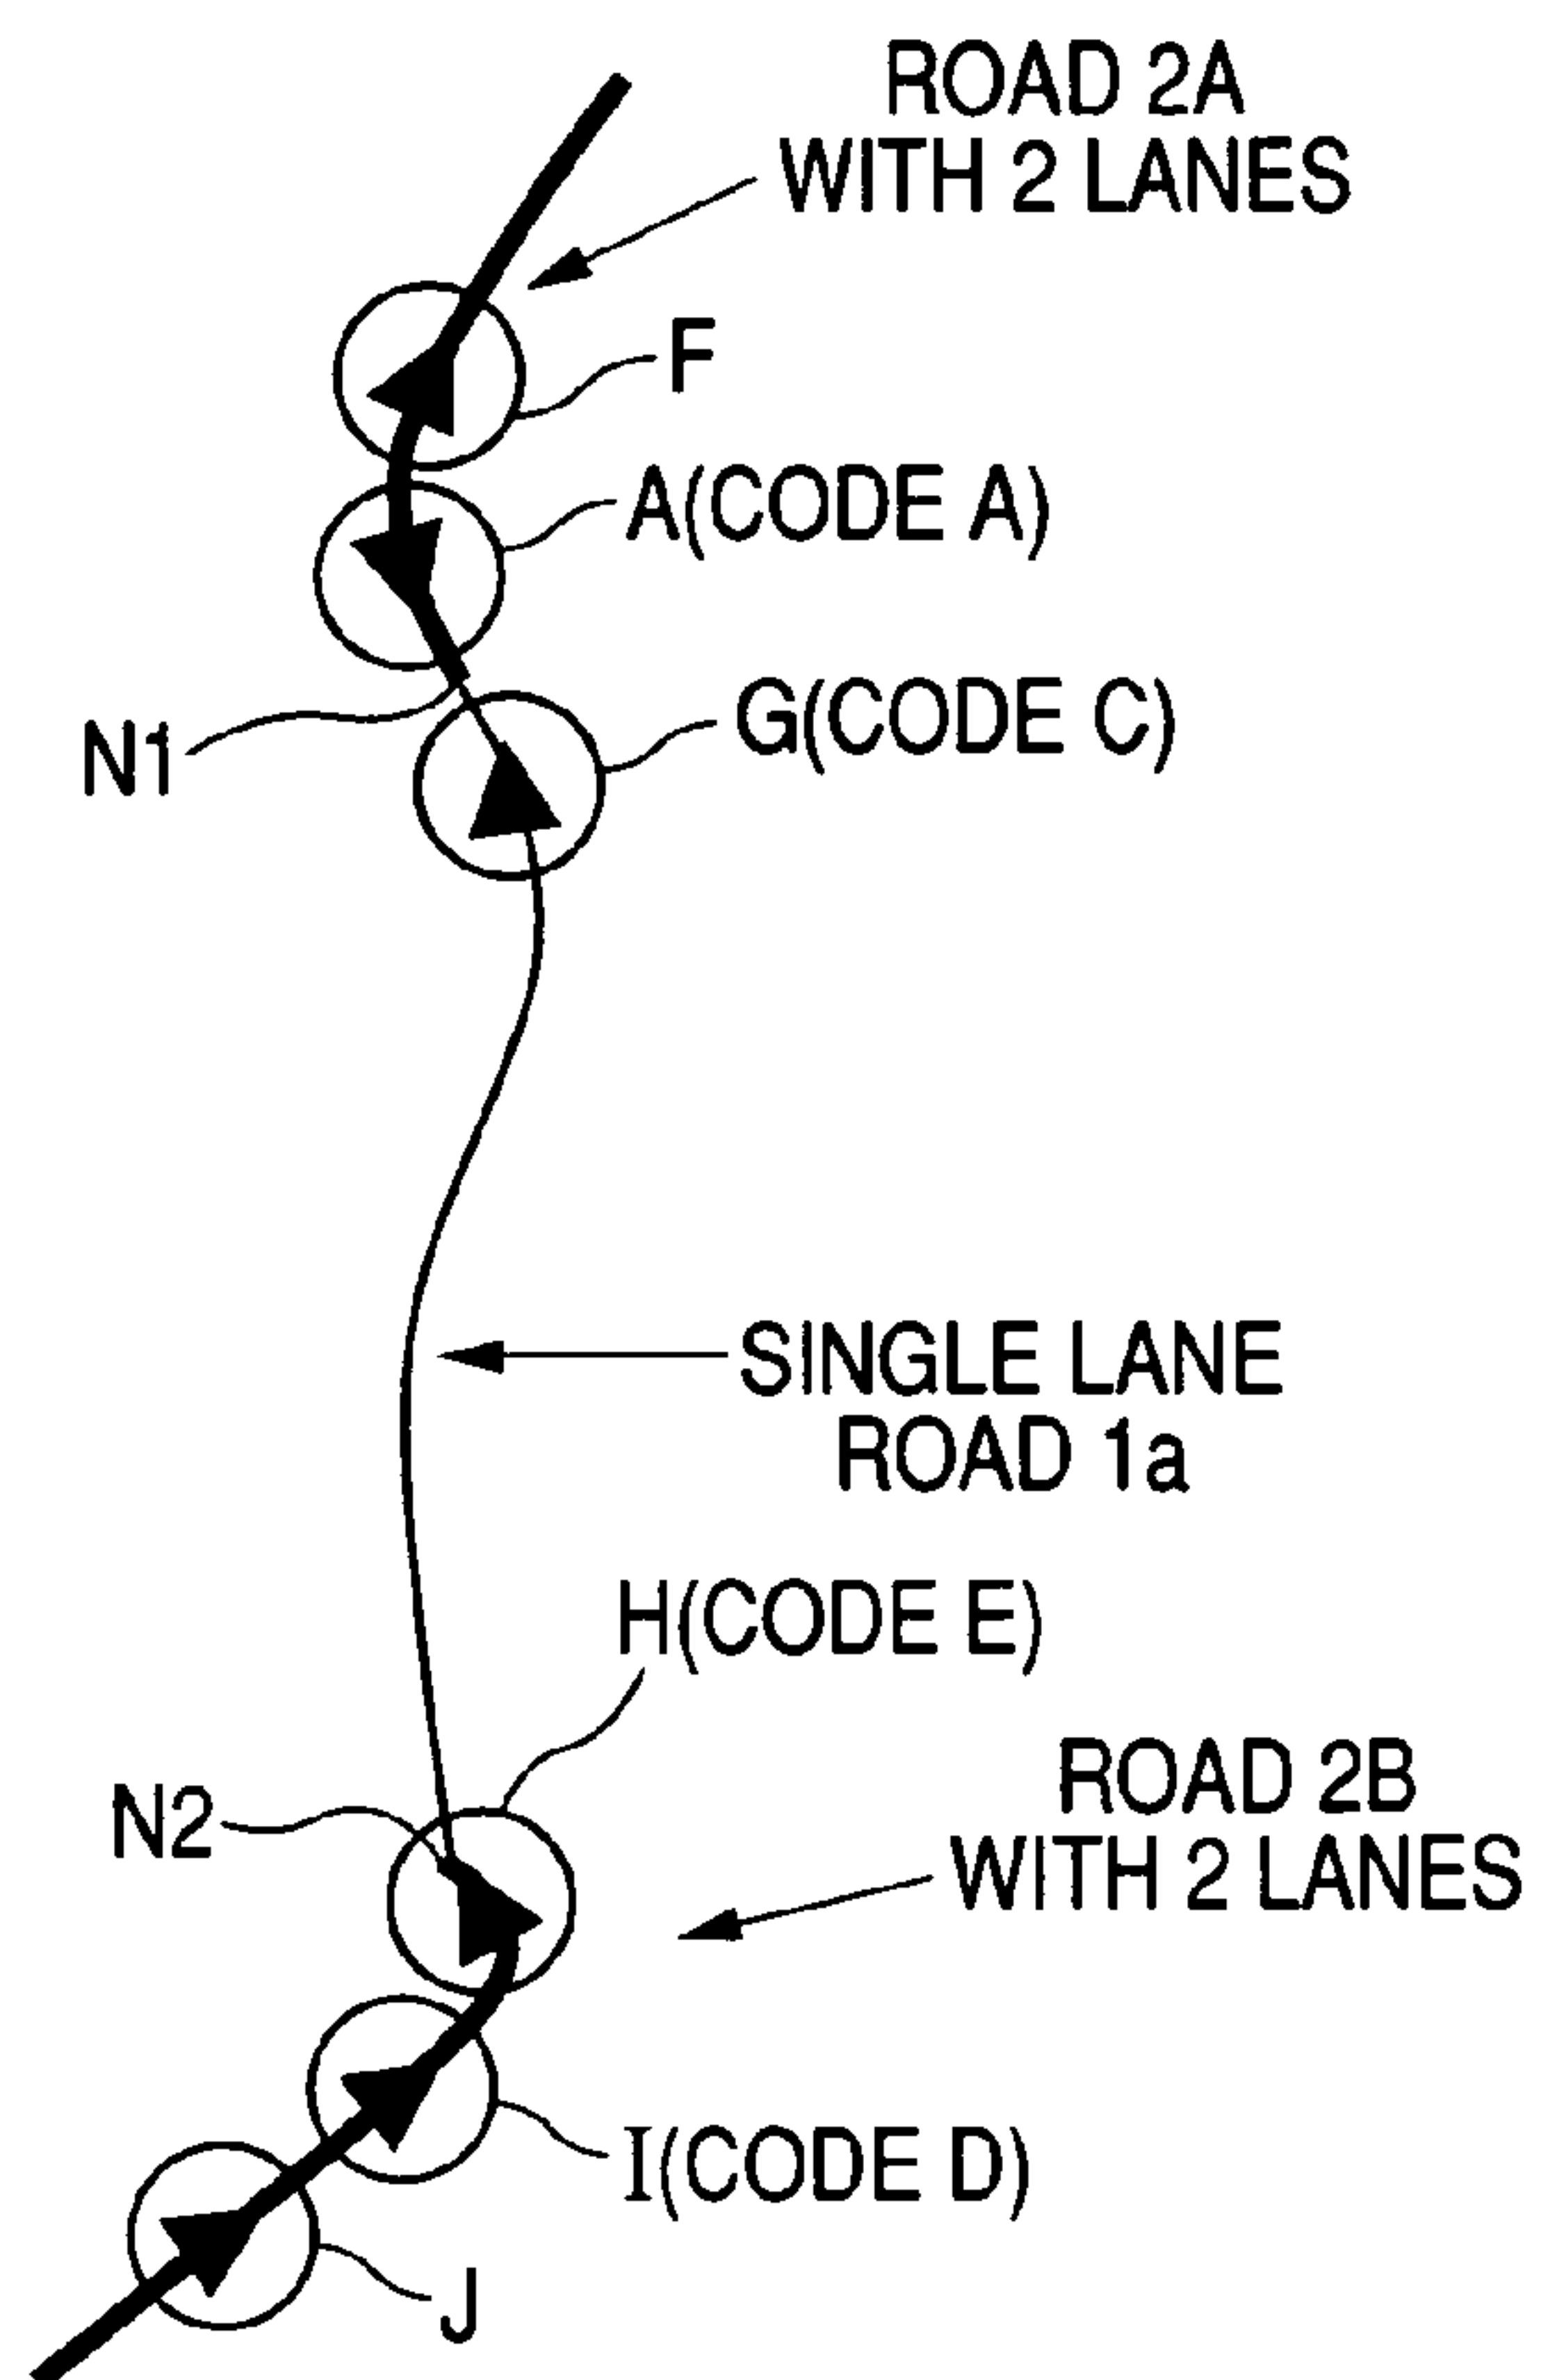 ROAD 2A
WITH 2 LANES
F
A(CODE A)
G(CODE C)
N1
SINGLE LANE
ROAD 1a
H(CODE E)
ROAD 2B
WITH 2 LANES
N2
I(CODE D)
J